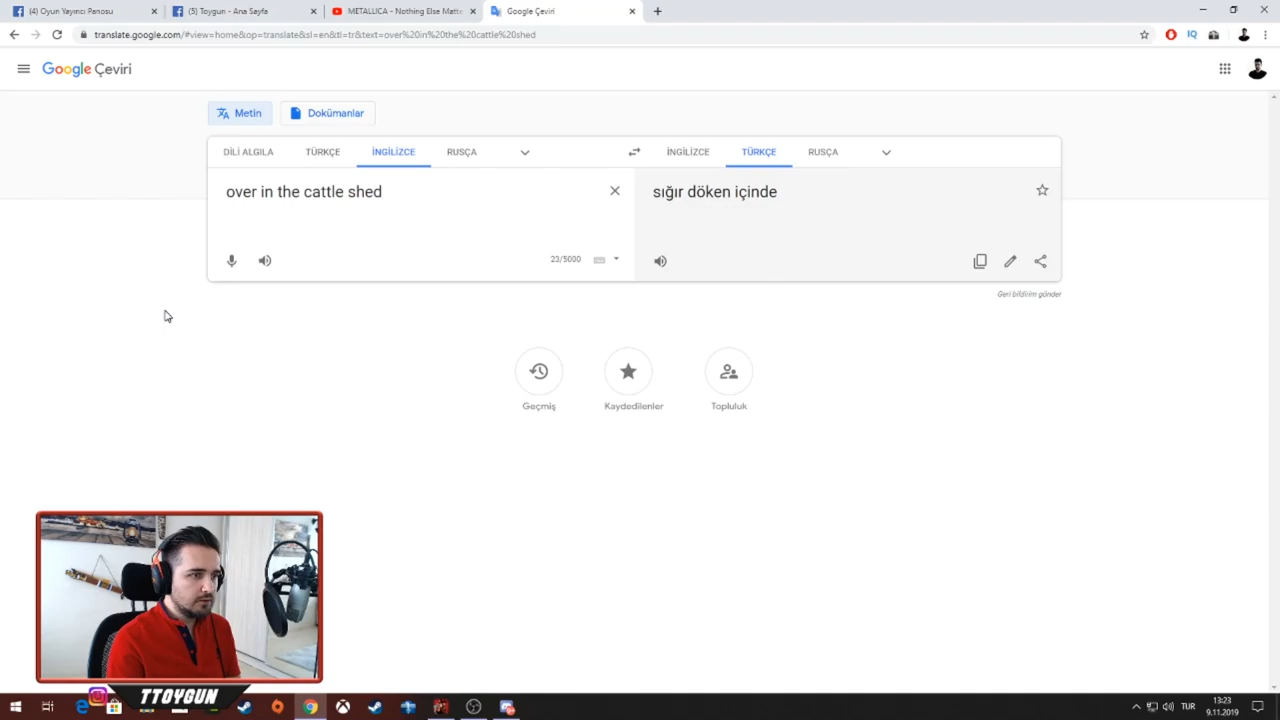 (4) Oyun Yayıncı Panosu
(5) Toygun - Ana Sayfa
METALLICA - Nothing Else Matte
Google Çeviri
translate.google.com/#view=home&op=translate&sl=en&tl=tr&text=over%20in%20the%20cattle%20shed
Google Çeviri
Metin
Dokümanlar
DİLİ ALGILA TÜRKÇE İNGİLİZCE RUSÇA
İNGİLİZCE TÜRKÇE RUSÇA
over in the cattle shed
sığır döken içinde
23/5000
Geri bildirim gönder
Geçmiş
Kaydedilenler
Topluluk
TTOYGUN
TUR
13:23
9.11.2019